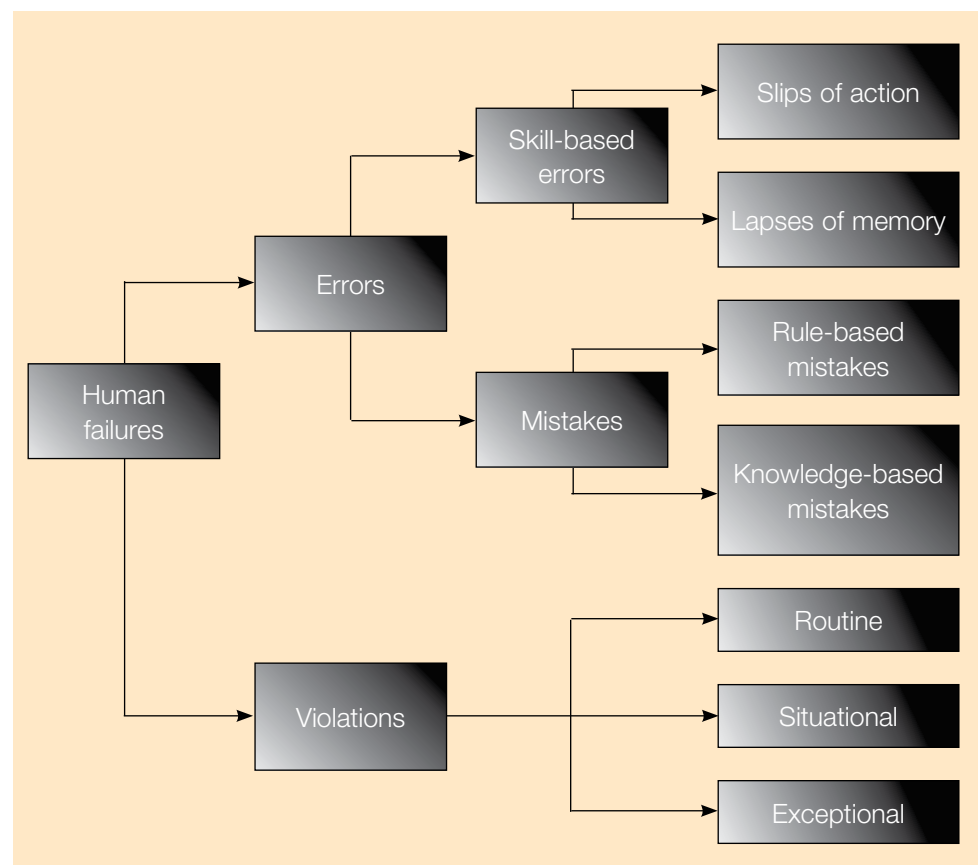 Slips of action
Skill-based
errors
Lapses of memory
Errors
Rule-based
mistakes
Human
failures
Mistakes
Knowledge-based
mistakes
Routine
Violations
Situational
Exceptional